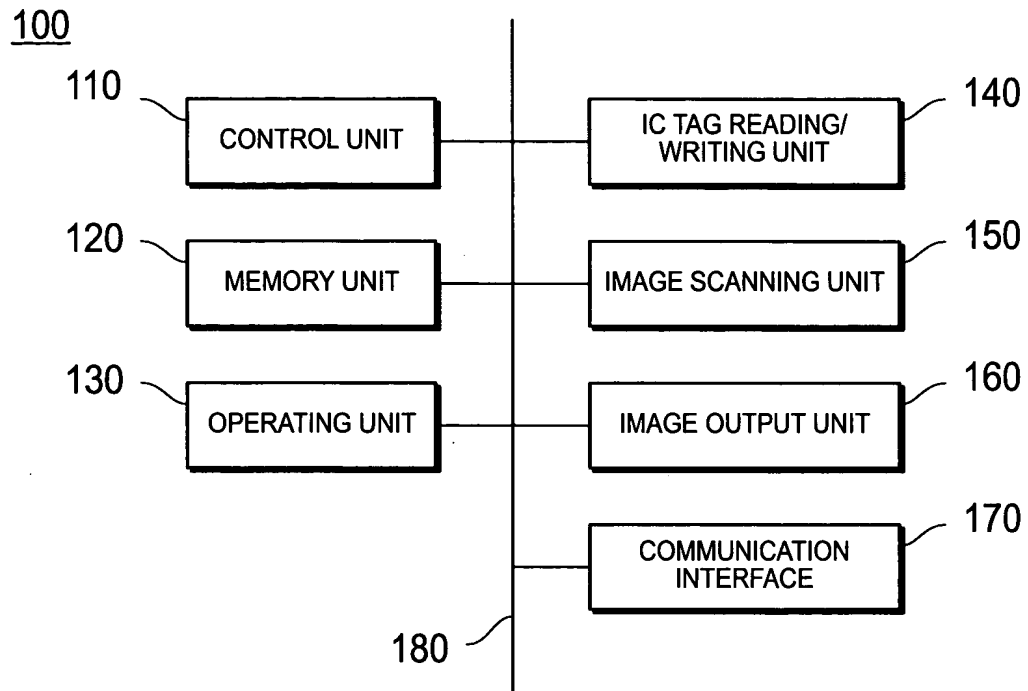 100
110
CONTROL UNIT
140
IC TAG READING/
WRITING UNIT
120
MEMORY UNIT
150
IMAGE SCANNING UNIT
130
OPERATING UNIT
160
IMAGE OUTPUT UNIT
170
COMMUNICATION
INTERFACE
180